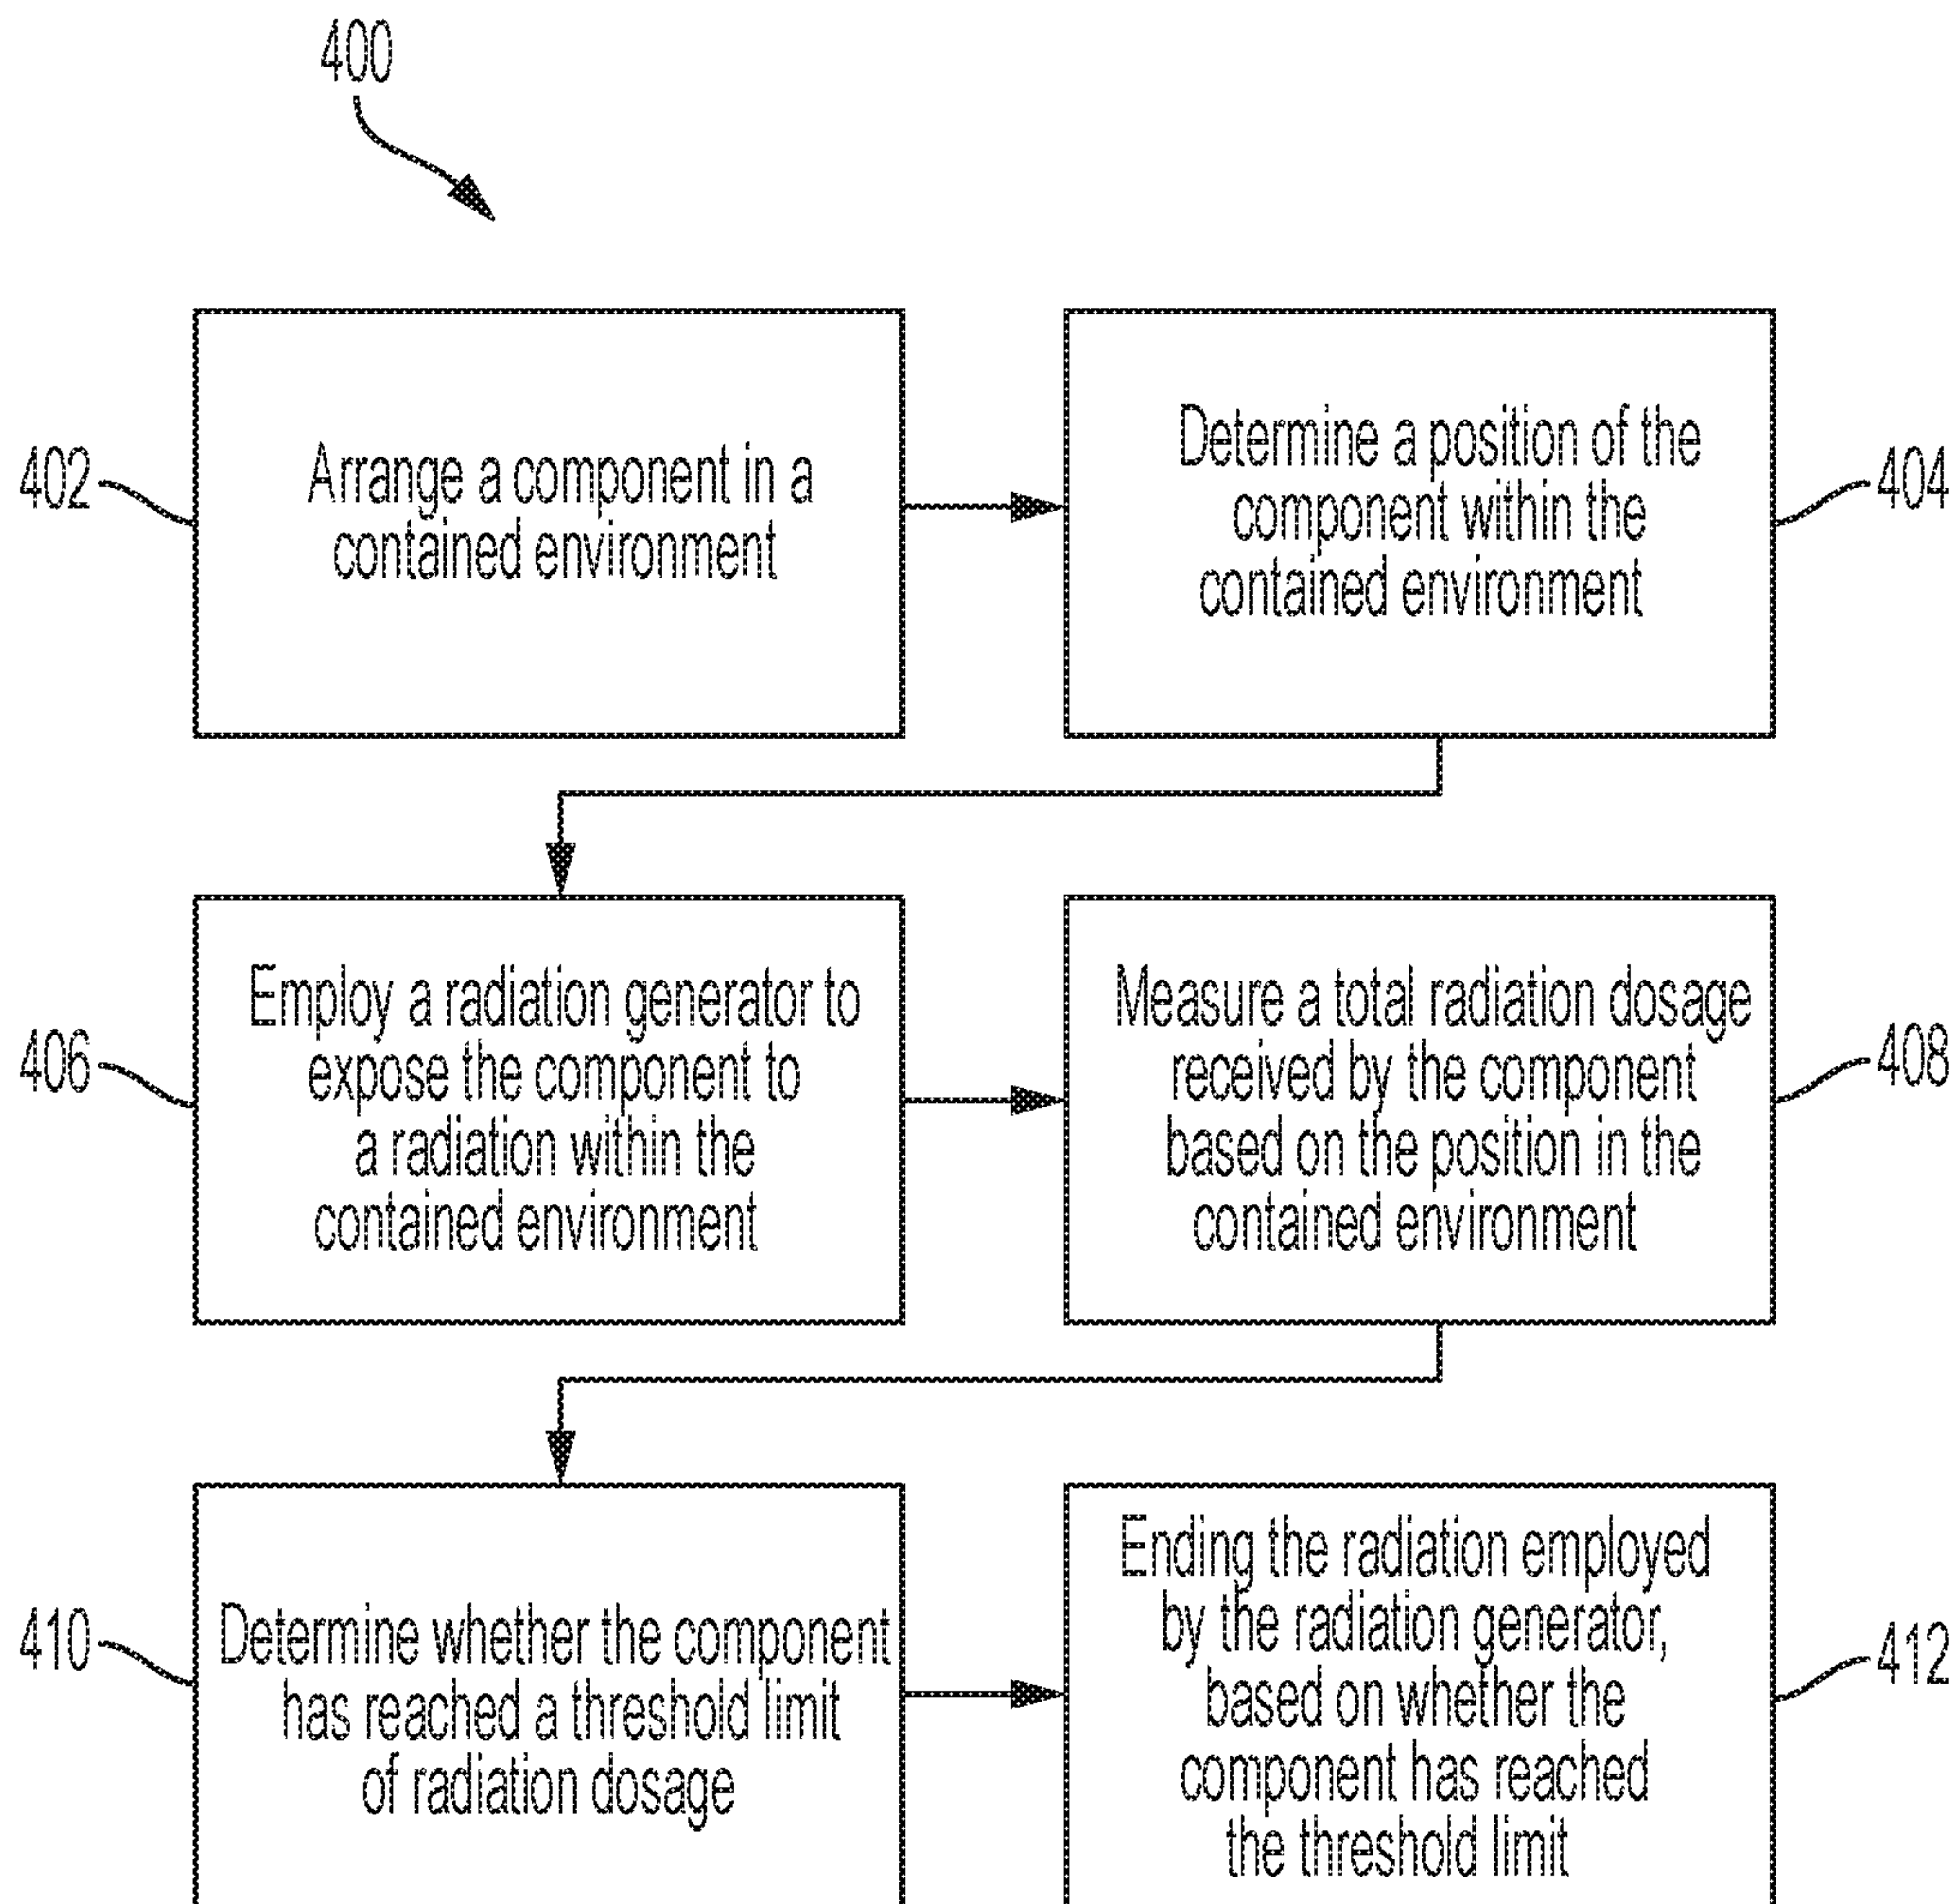 400
402
Arrange a component in a
contained environment
Determine a position of the
component within the
contained environment
404
406
Employ a radiation generator to
expose the component to
a radiation within the
contained environment
Measure a total radiation dosage
received by the component
based on the position in the
contained environment
408
410
Determine whether the component
has reached a threshold limit
of radiation dosage
Ending the radiation employed
by the radiation generator,
based on whether the
component has reached
the threshold limit
412